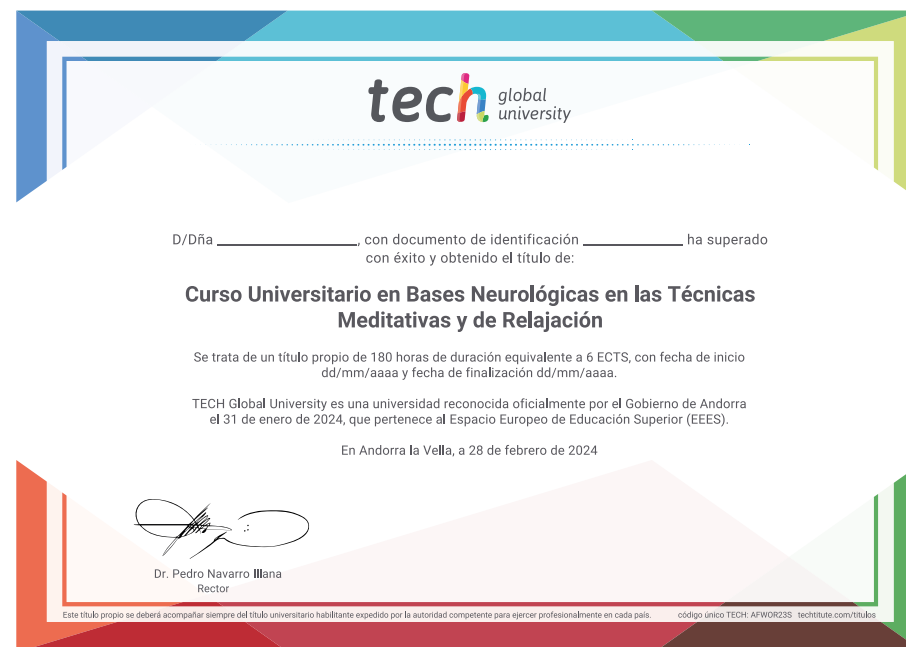 tech global university
D/Dña ____________________, con documento de identificación ______________ ha superado
con éxito y obtenido el título de:
Curso Universitario en Bases Neurológicas en las Técnicas
Meditativas y de Relajación
Se trata de un título propio de 180 horas de duración equivalente a 6 ECTS, con fecha de inicio
dd/mm/aaaa y fecha de finalización dd/mm/aaaa.
TECH Global University es una universidad reconocida oficialmente por el Gobierno de Andorra
el 31 de enero de 2024, que pertenece al Espacio Europeo de Educación Superior (EEES).
En Andorra la Vella, a 28 de febrero de 2024
Dr. Pedro Navarro Illana
Rector
Este título propio se deberá acompañar siempre del título universitario habilitante expedido por la autoridad competente para ejercer profesionalmente en cada país. código único TECH: AFWOR23S techtitute.com/titulos